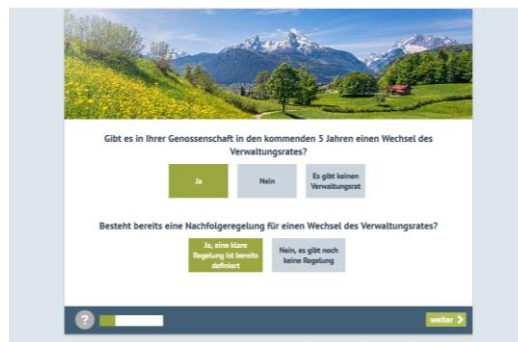 Gibt es in Ihrer Genossenschaft in den kommenden 5 Jahren einen Wechsel des
Verwaltungsrates?
Ja
Nein
Es gibt keinen
Verwaltungsrat
Besteht bereits eine Nachfolgeregelung für einen Wechsel des Verwaltungsrates?
Ja, eine klare
Regelung ist bereits
definiert
Nein, es gibt noch
keine Regelung
?
weiter